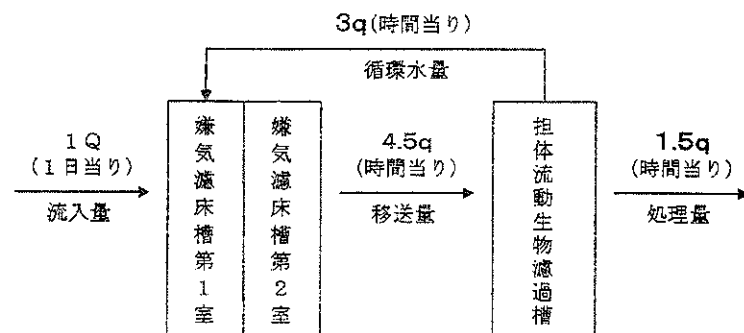 3q(時間当り)
循環水量
1Q
(1日当り)
流入量
嫌気濾床槽第1室
嫌気濾床槽第2室
4.5q
(時間当り)
移送量
担体流動生物濾過槽
1.5q
(時間当り)
処理量